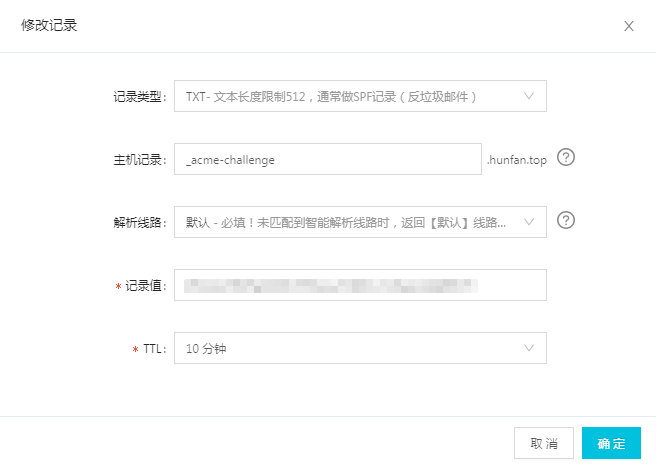 修改记录
记录类型： TXT- 文本长度限制512，通常做SPF记录（反垃圾邮件）
主机记录： _acme-challenge .hunfan.top
解析线路： 默认 - 必填！未匹配到智能解析线路时，返回【默认】线路...
* 记录值：
* TTL： 10 分钟
取 消 确 定